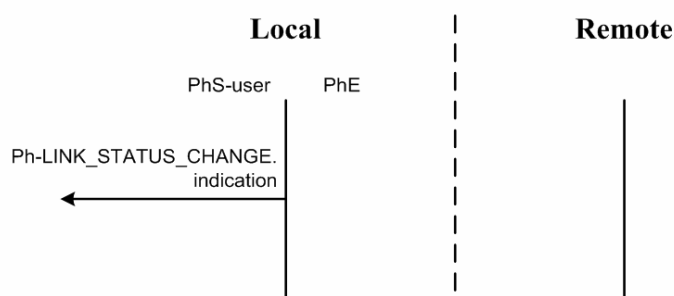 Local
Remote
PhS-user
PhE
Ph-LINK_STATUS_CHANGE.
indication